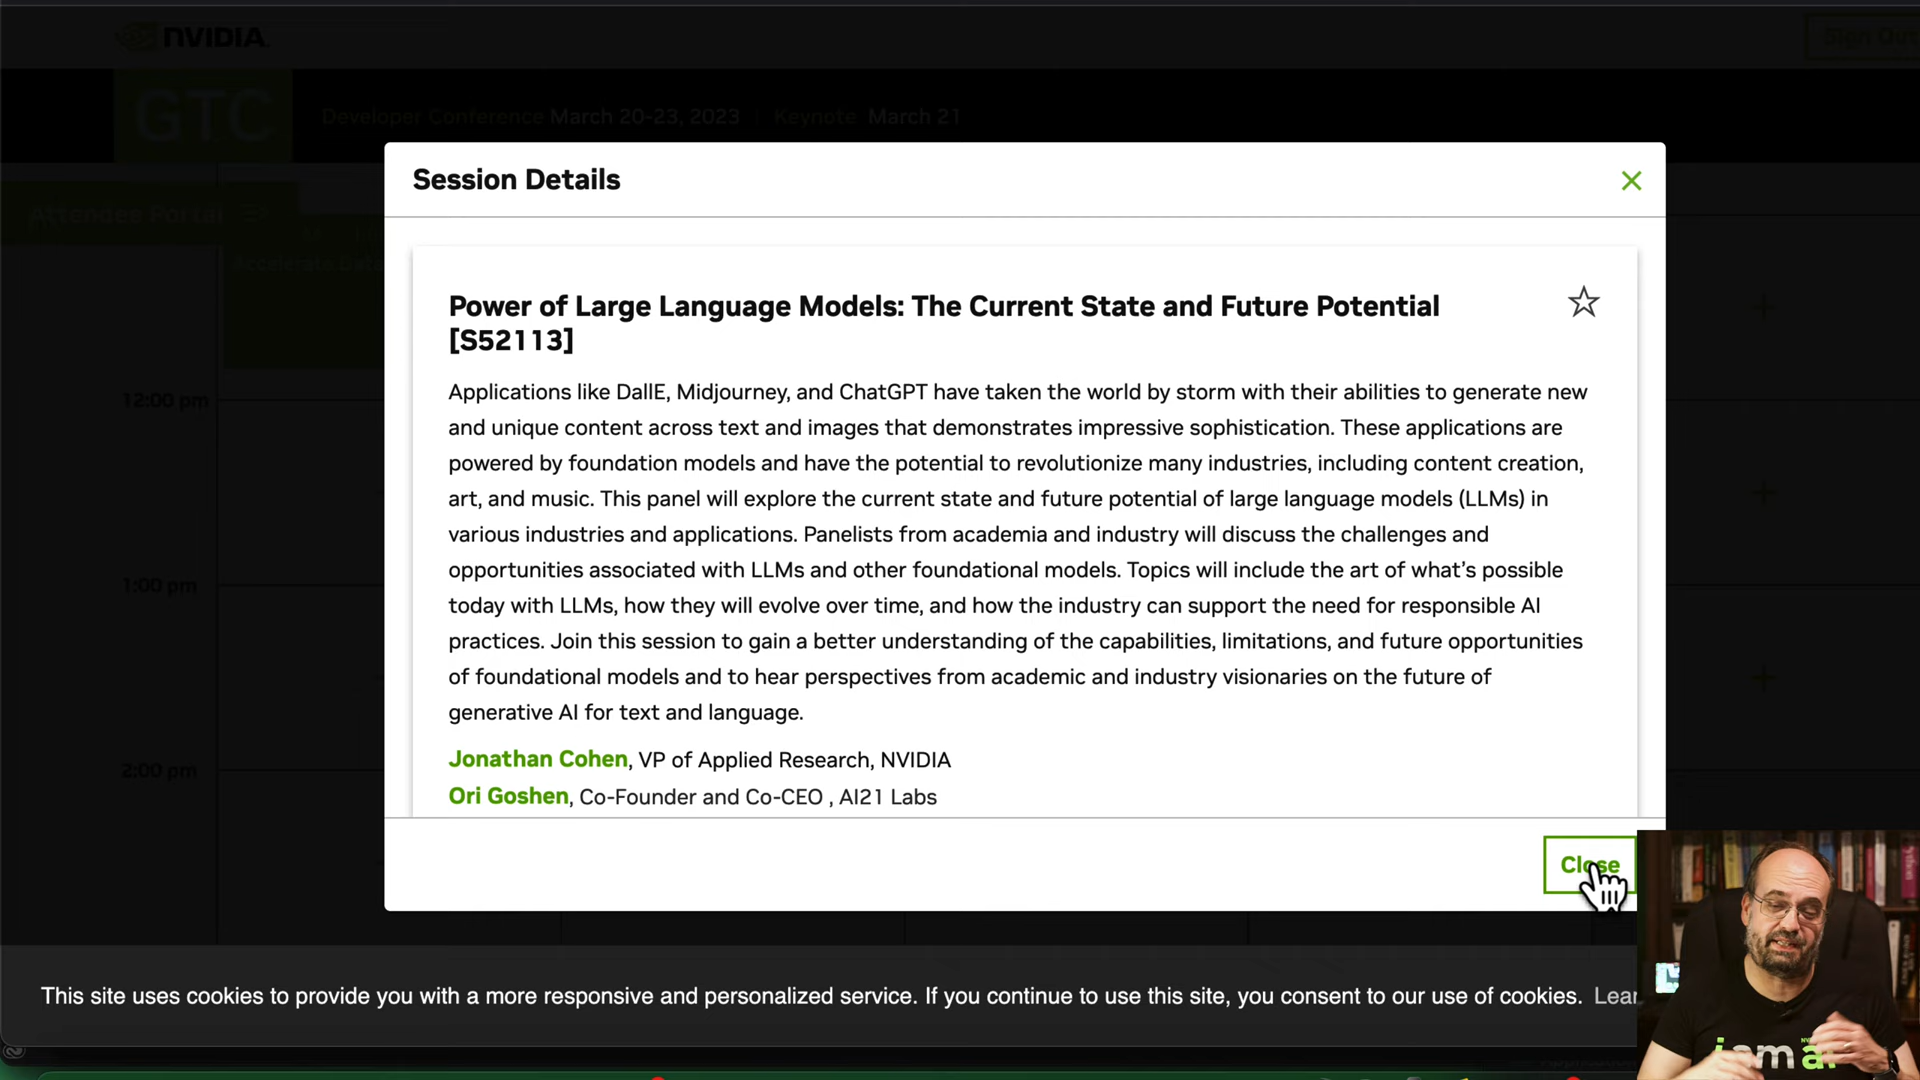 NVIDIA.
Sign Out
GTC
Developer Conference March 20-23, 2023 | Keynote March 21
Attendee Portal
Session Details
Accelerate Data
Power of Large Language Models: The Current State and Future Potential
[S52113]
Applications like DallE, Midjourney, and ChatGPT have taken the world by storm with their abilities to generate new
and unique content across text and images that demonstrates impressive sophistication. These applications are
powered by foundation models and have the potential to revolutionize many industries, including content creation,
art, and music. This panel will explore the current state and future potential of large language models (LLMs) in
various industries and applications. Panelists from academia and industry will discuss the challenges and
opportunities associated with LLMs and other foundational models. Topics will include the art of what's possible
today with LLMs, how they will evolve over time, and how the industry can support the need for responsible AI
practices. Join this session to gain a better understanding of the capabilities, limitations, and future opportunities
of foundational models and to hear perspectives from academic and industry visionaries on the future of
generative AI for text and language.
Jonathan Cohen, VP of Applied Research, NVIDIA
Ori Goshen, Co-Founder and Co-CEO , AI21 Labs
12:00 pm
1:00 pm
2:00 pm
Close
This site uses cookies to provide you with a more responsive and personalized service. If you continue to use this site, you consent to our use of cookies. Lear
i am ai